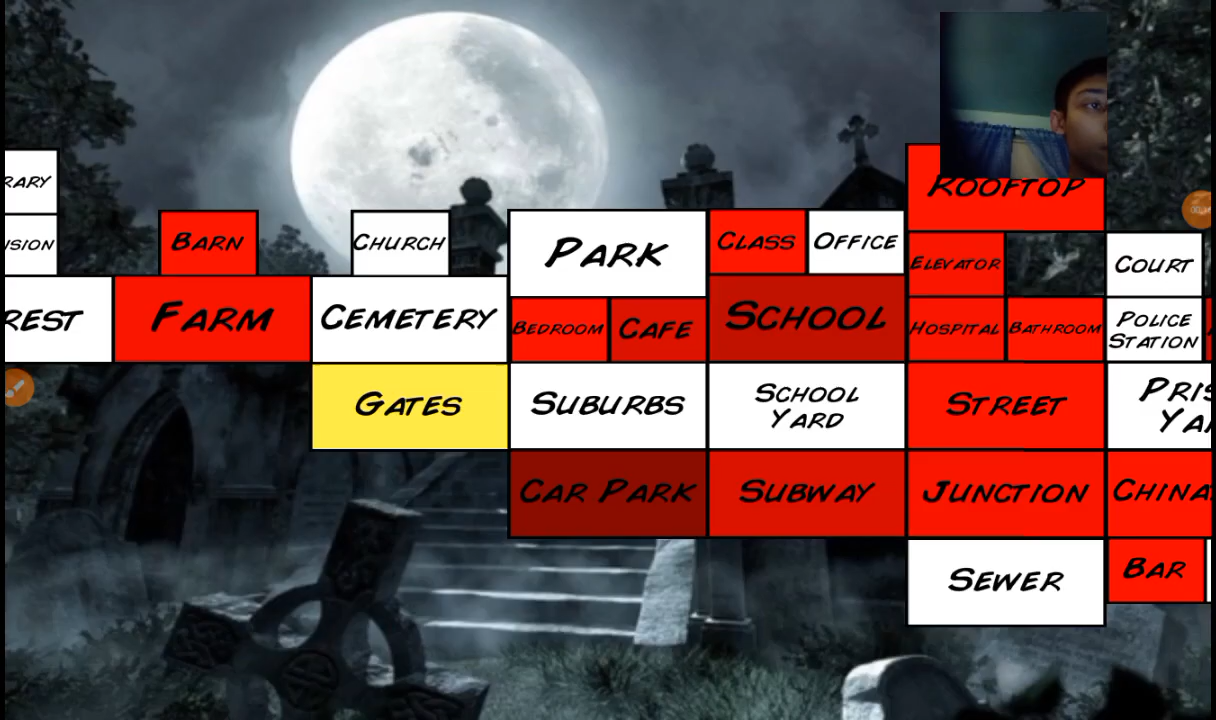 ROOFTOP
BARN
CHURCH
PARK
CLASS
OFFICE
ELEVATOR
COURT
FARM
CEMETERY
BEDROOM
CAFE
SCHOOL
HOSPITAL
BATHROOM
POLICE
STATION
GATES
SUBURBS
SCHOOL
YARD
STREET
CAR PARK
SUBWAY
JUNCTION
SEWER
BAR